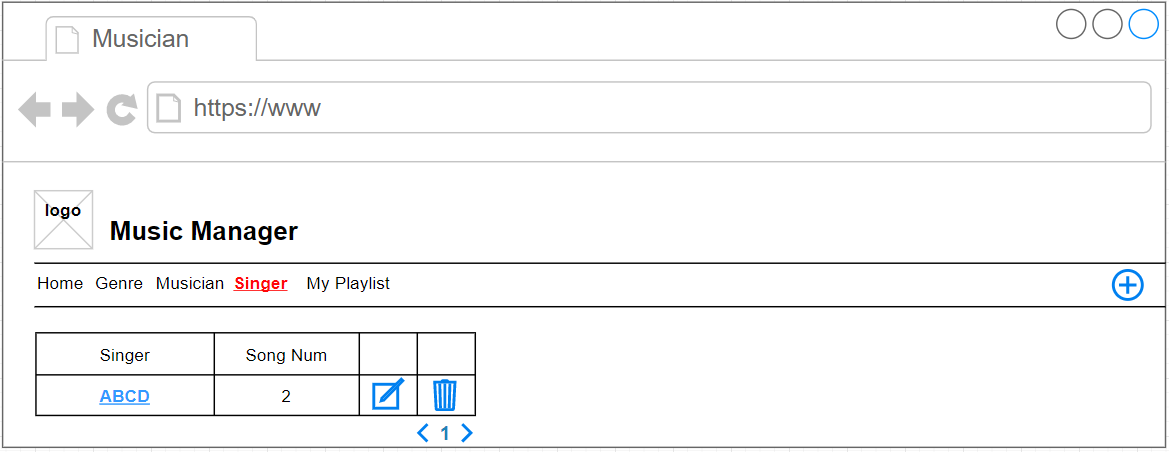 Musician
https://www
logo
Music Manager
Home Genre Musician Singer My Playlist
Singer Song Num
ABCD 2
1